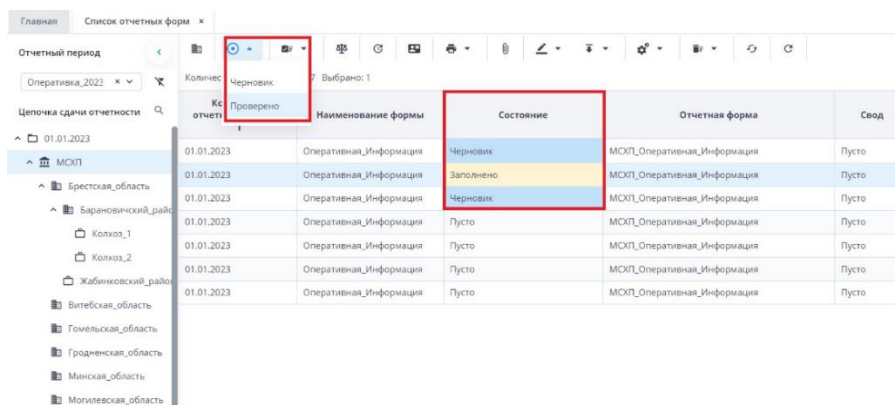 Главная Список отчетных форм ×
Отчетный период
Оперативка_2023 ×
Цепочка сдачи отчетности
01.01.2023
МСХП
Брестская_область
Барановичский_райо
Колхоз_1
Колхоз_2
Жабинковский_район
Витебская_область
Гомельская_область
Гродненская_область
Минская_область
Могилевская_область
Количес 7 Выбрано: 1
Черновик
Проверено
Наименование формы Состояние Отчетная форма Свод
01.01.2023 Оперативная_Информация Черновик МСХП_Оперативная_Информация Пусто
01.01.2023 Оперативная_Информация Заполнено МСХП_Оперативная_Информация Пусто
01.01.2023 Оперативная_Информация Черновик МСХП_Оперативная_Информация Пусто
01.01.2023 Оперативная_Информация Пусто МСХП_Оперативная_Информация Пусто
01.01.2023 Оперативная_Информация Пусто МСХП_Оперативная_Информация Пусто
01.01.2023 Оперативная_Информация Пусто МСХП_Оперативная_Информация Пусто
01.01.2023 Оперативная_Информация Пусто МСХП_Оперативная_Информация Пусто